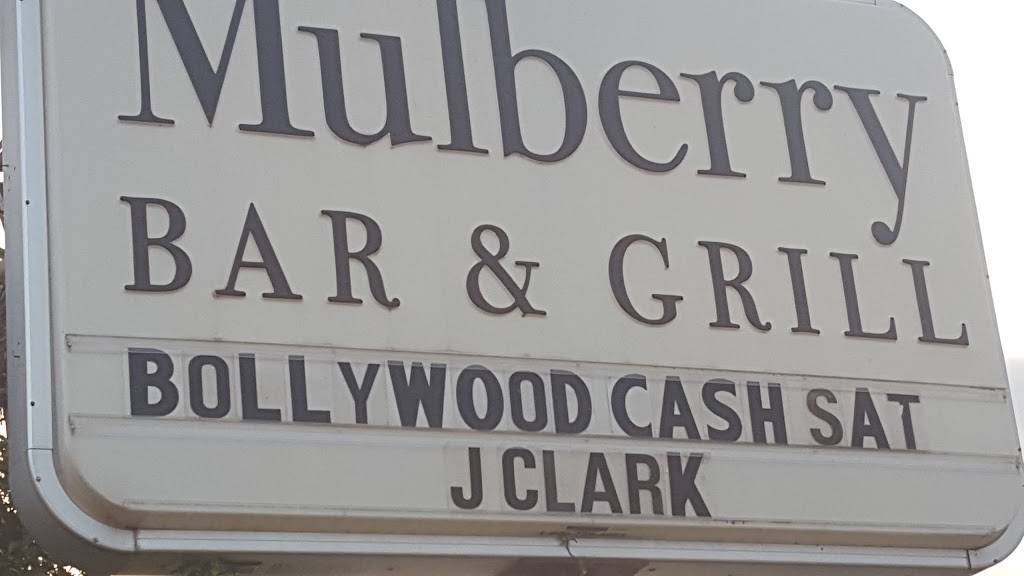 Mulberry
BAR & GRILL
BOLLYWOOD CASH SAT
J CLARK